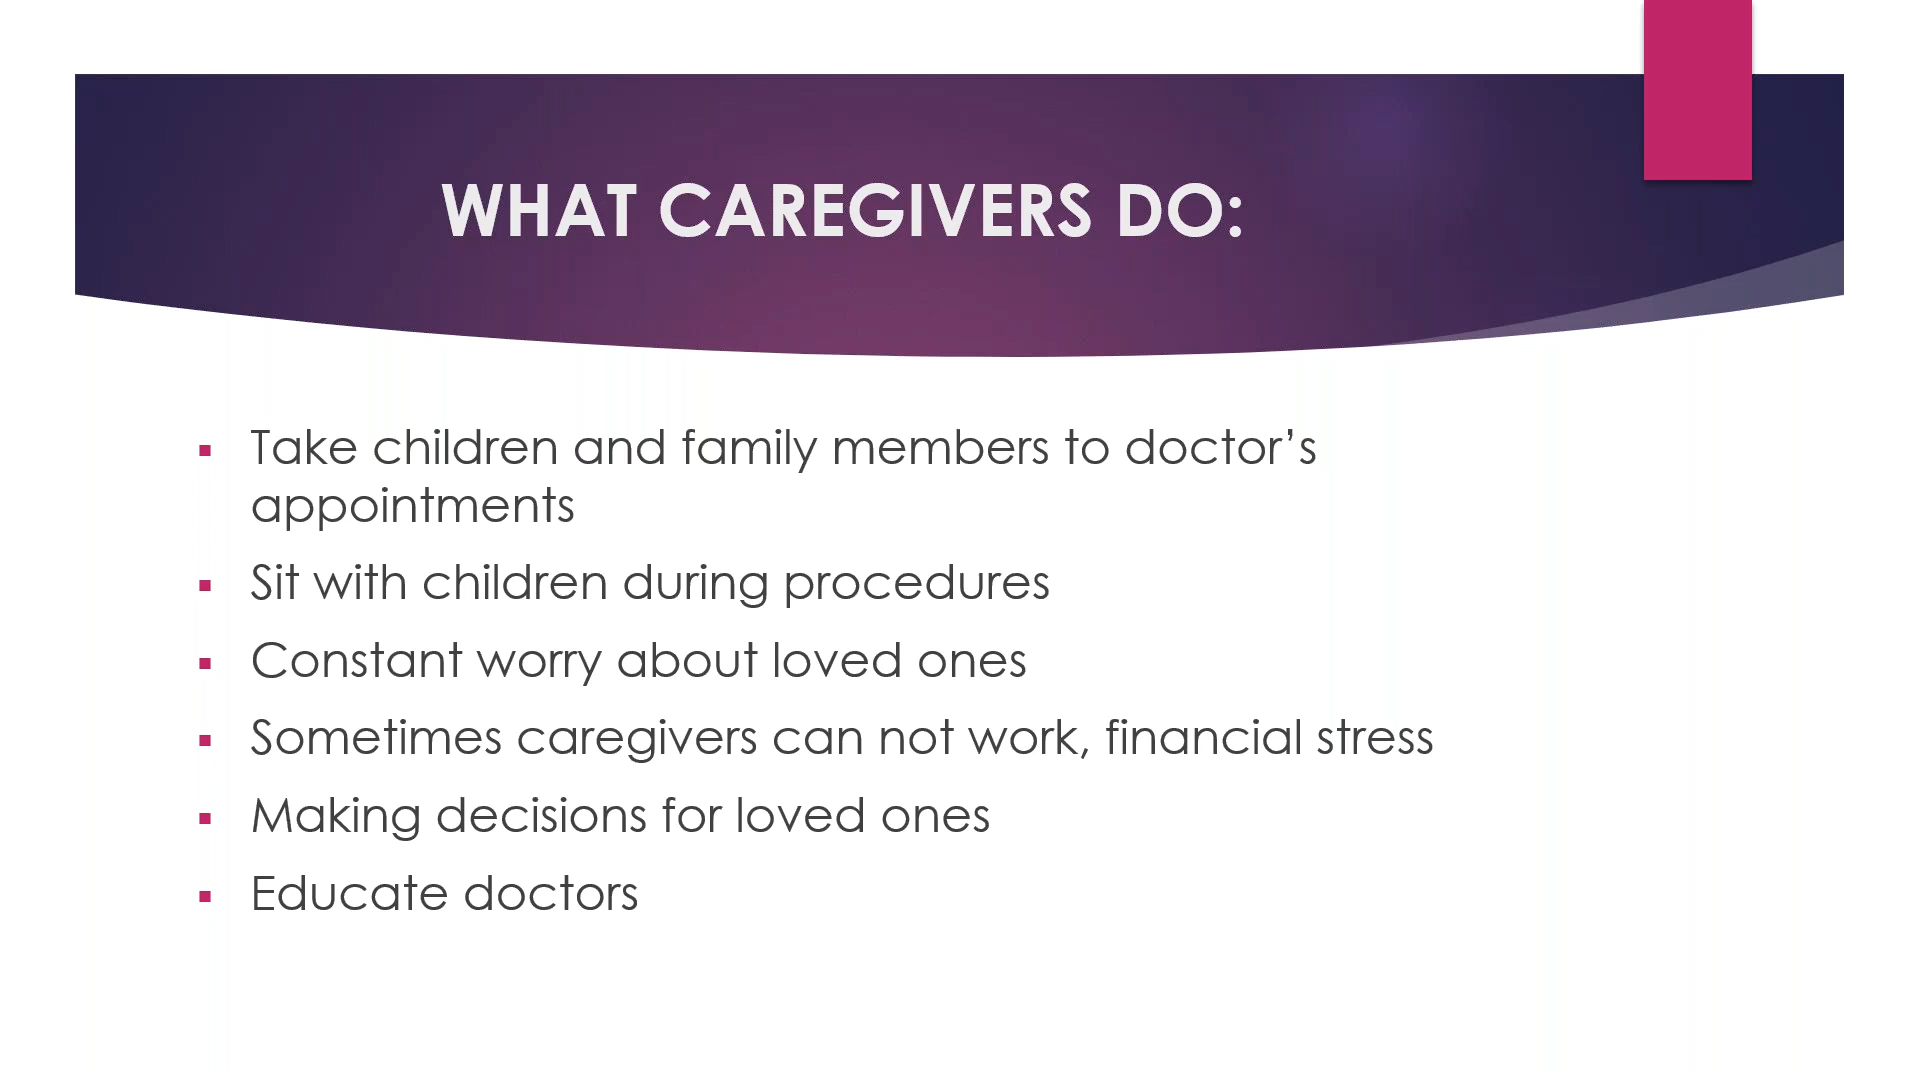 WHAT CAREGIVERS DO:
▪ Take children and family members to doctor’s
appointments
▪ Sit with children during procedures
▪ Constant worry about loved ones
▪ Sometimes caregivers can not work, financial stress
▪ Making decisions for loved ones
▪ Educate doctors